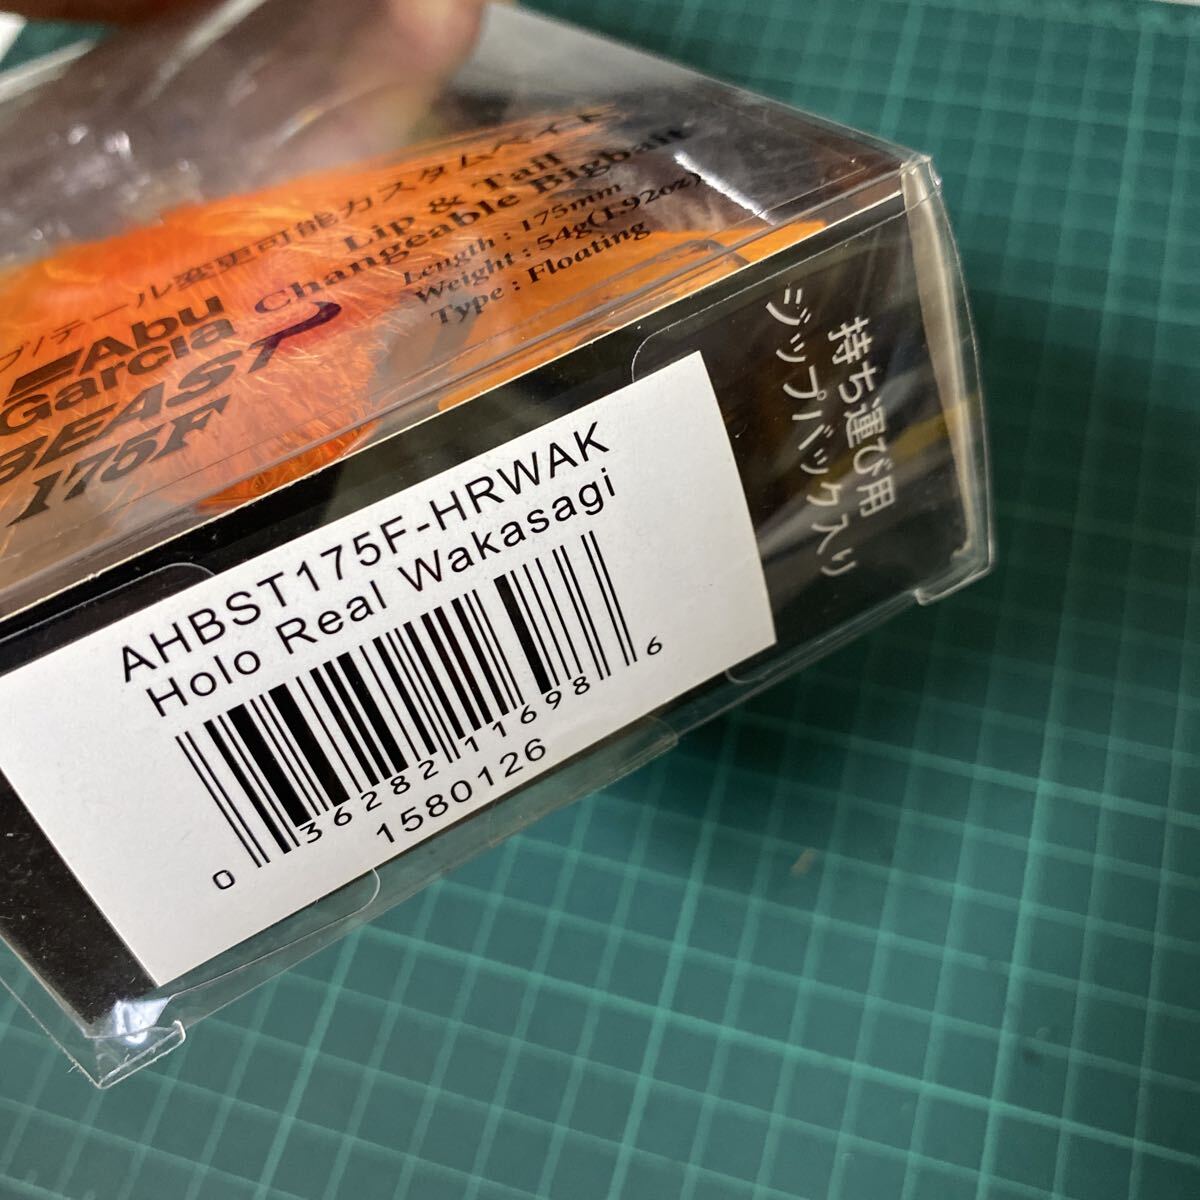 プ/テール変更可能カスタムベイト
Abu
Garcia
BEAST
175F
Lip & Tail
Changeable Bigbait
Length : 175mm
Weight : 54g(1.92oz)
Type : Floating
AHBST175F-HRWAK
Holo Real Wakasagi
0 36282 11698 6
1580126
持ち運び用
ジップパック入り